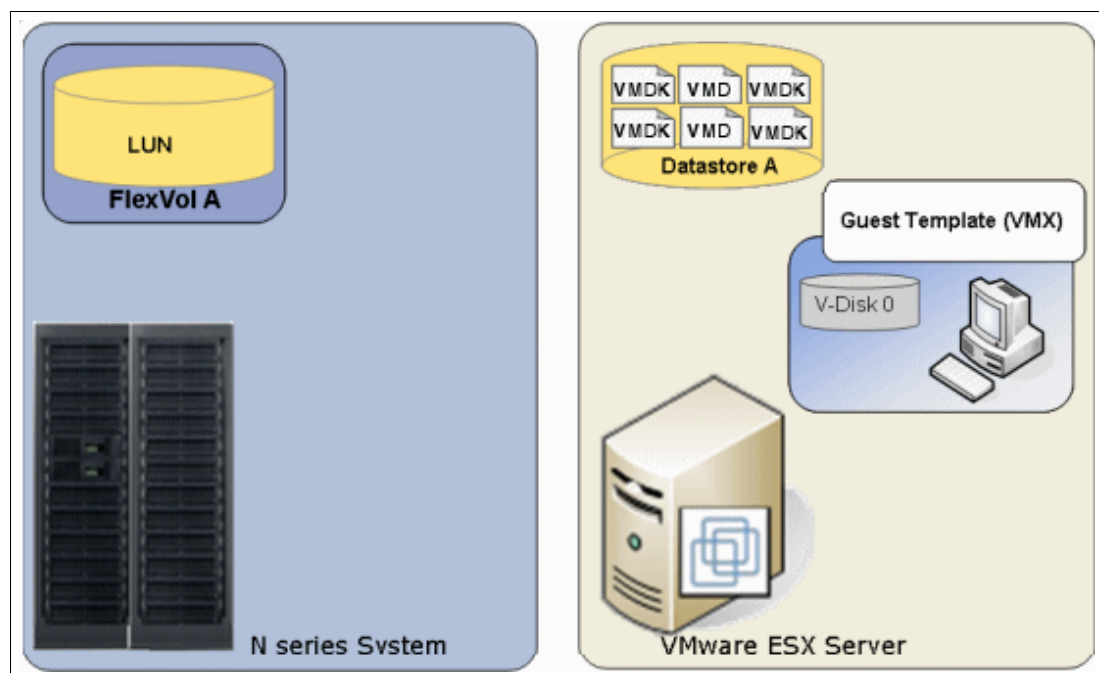 LUN
FlexVol A
N series System
VMDK VMD VMDK
VMDK VMD VMDK
Datastore A
Guest Template (VMX)
V-Disk 0
VMware ESX Server